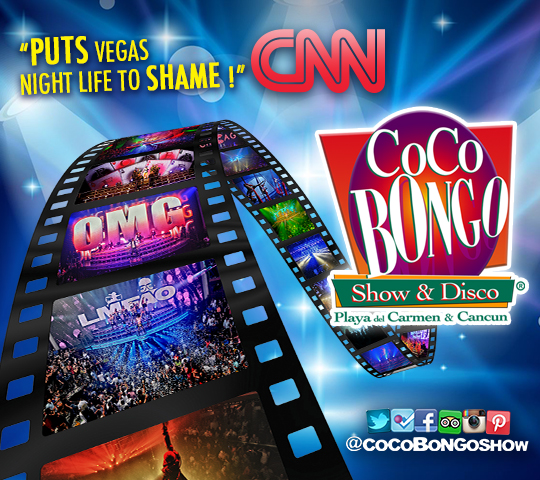 “PUTS VEGAS
NIGHT LIFE TO SHAME !”
CNN
CoCo
BONGO
Show & Disco
®
Playa del Carmen & Cancun
OMG
LMFAO
@COCOBONGOSHOW